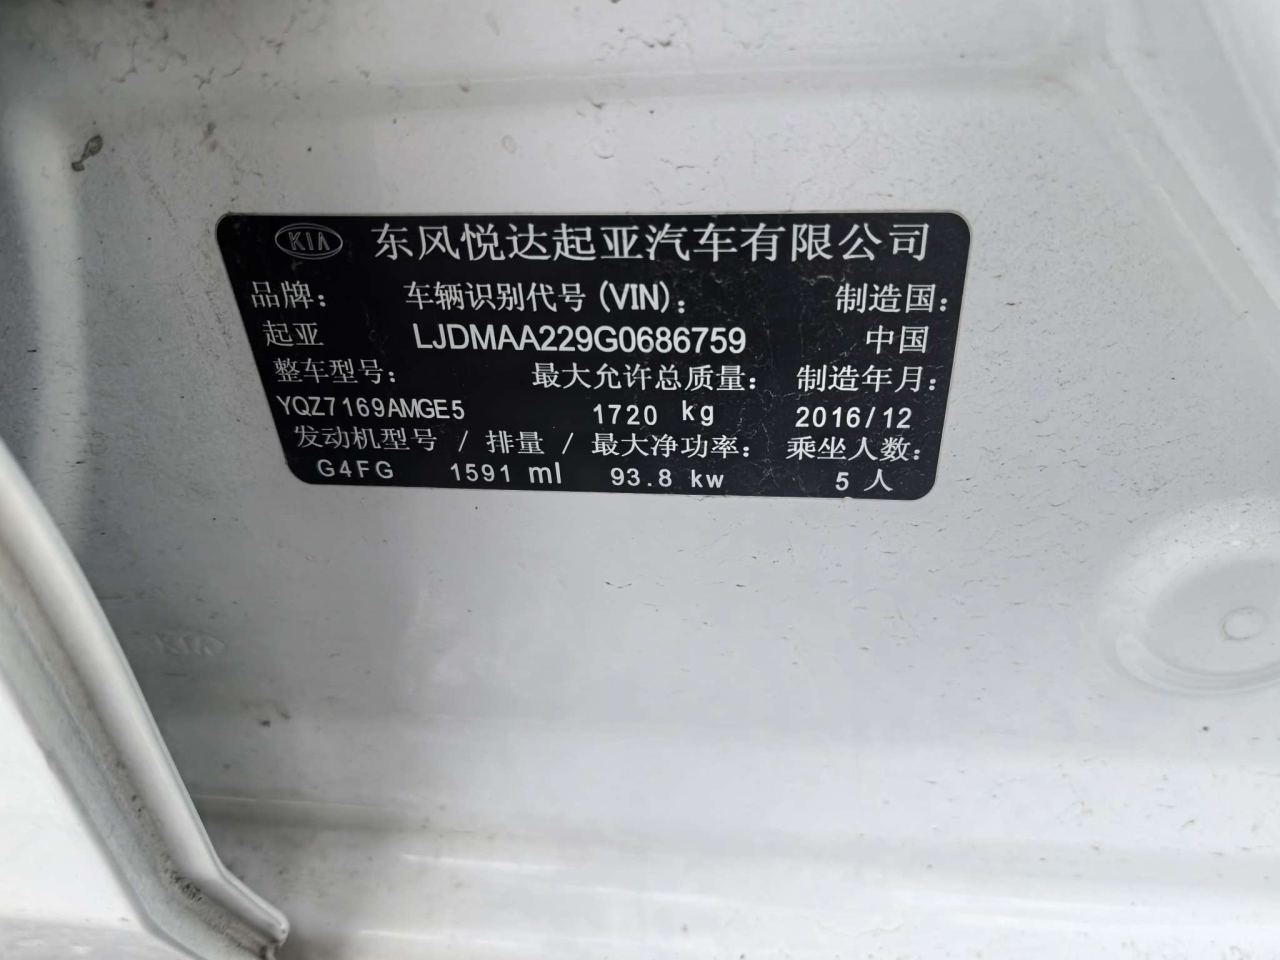 KIA 东风悦达起亚汽车有限公司
品牌： 车辆识别代号(VIN)： 制造国：
起亚 LJDMAA229G0686759 中国
整车型号： 最大允许总质量： 制造年月：
YQZ7169AMGE5 1720 kg 2016/12
发动机型号 / 排量 / 最大净功率： 乘坐人数：
G4FG 1591 ml 93.8 kw 5 人